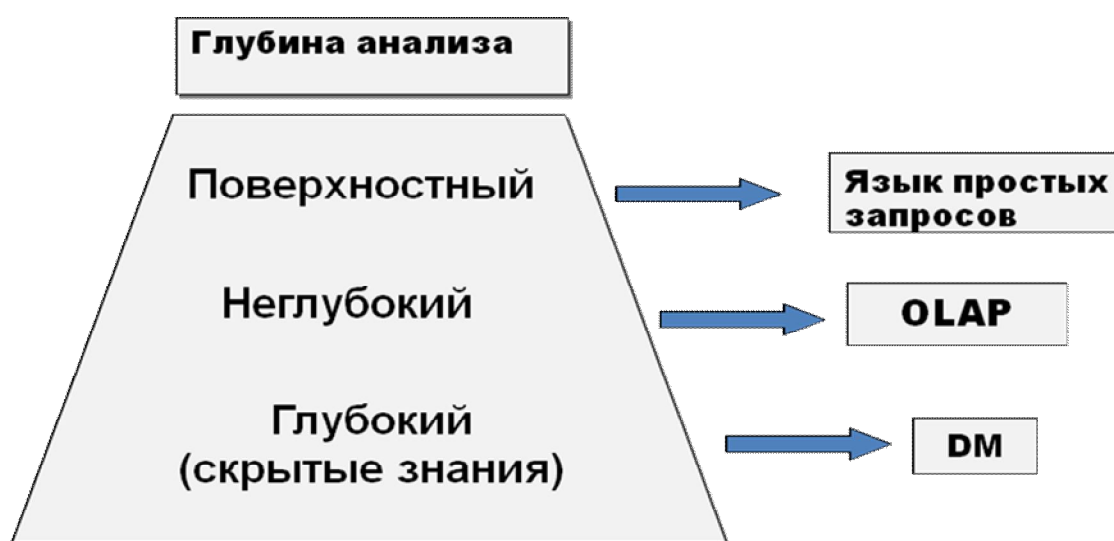 Глубина анализа
Поверхностный
Язык простых
запросов
Неглубокий
OLAP
Глубокий
(скрытые знания)
DM